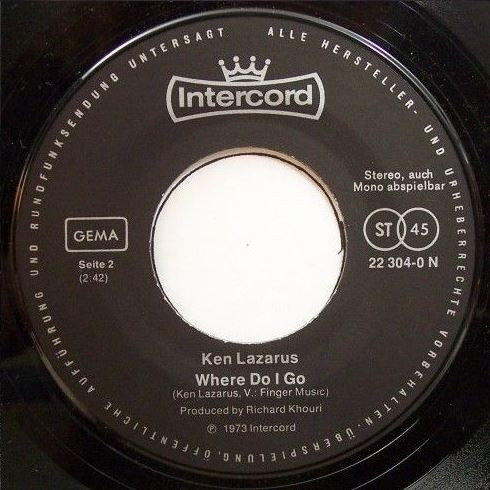 ALLE HERSTELLER- UND URHEBERRECHTE VORBEHALTEN. ÜBERSPIELUNG, ÖFFENTLICHE AUFFÜHRUNG UND RUNDFUNKSENDUNG UNTERSAGT
Intercord
Stereo, auch
Mono abspielbar
GEMA
ST 45
Seite 2
22 304-0 N
(2:42)
Ken Lazarus
Where Do I Go
(Ken Lazarus, V.: Finger Music)
Produced by Richard Khouri
℗ 1973 Intercord